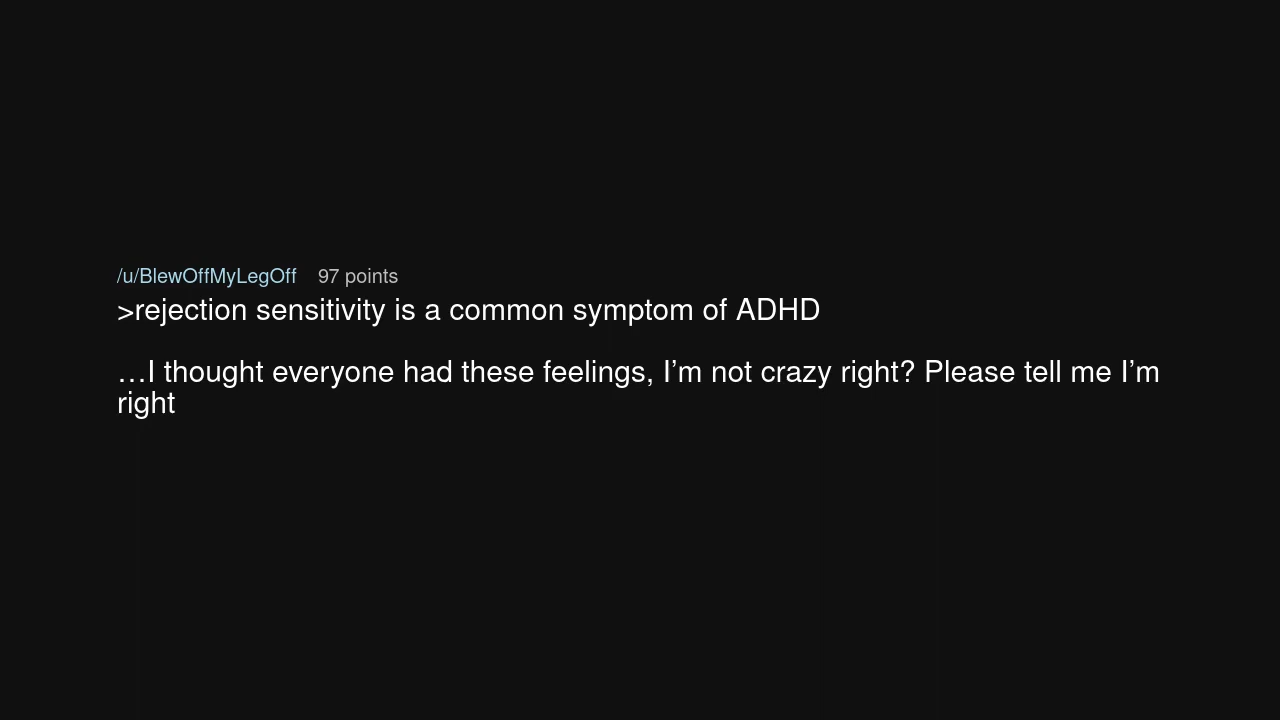 /u/BlewOffMyLegOff 97 points
>rejection sensitivity is a common symptom of ADHD
…I thought everyone had these feelings, I’m not crazy right? Please tell me I’m
right